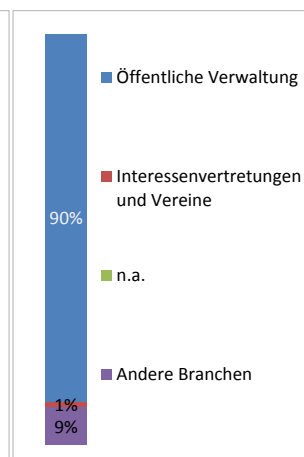 Öffentliche Verwaltung
Interessenvertretungen
und Vereine
90%
n.a.
Andere Branchen
1%
9%